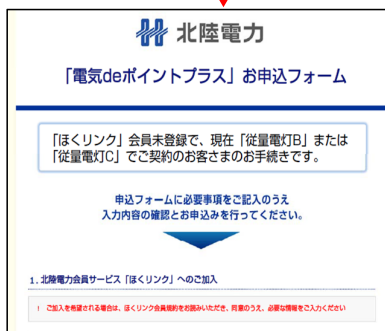 北陸電力
「電気deポイントプラス」お申込フォーム
「ほくリンク」会員未登録で、現在「従量電灯B」または
「従量電灯C」でご契約のお客さまのお手続きです。
申込フォームに必要事項をご記入のうえ
入力内容の確認とお申込みを行ってください。
1. 北陸電力会員サービス「ほくリンク」へのご加入
! ご加入を希望される場合は、ほくリンク会員規約をお読みいただき、同意のうえ、必要な情報をご入力ください